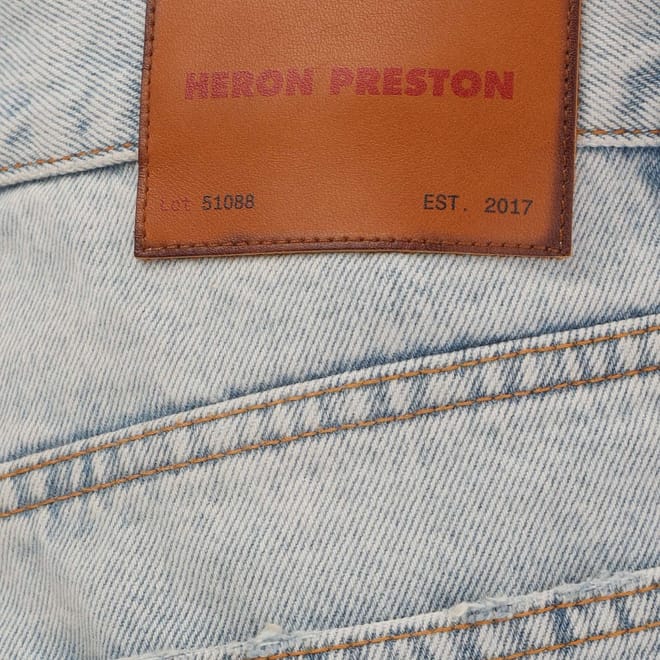 HERON PRESTON
LOT 51088 EST. 2017